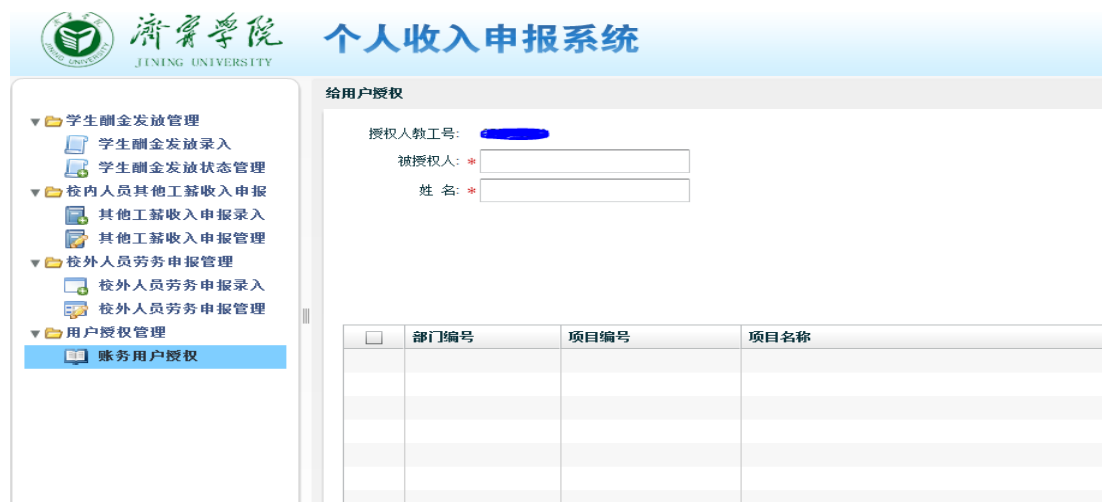 濟寧學院
JINING UNIVERSITY
个人收入申报系统
学生酬金发放管理
学生酬金发放录入
学生酬金发放状态管理
校内人员其他工薪收入申报
其他工薪收入申报录入
其他工薪收入申报管理
校外人员劳务申报管理
校外人员劳务申报录入
校外人员劳务申报管理
用户授权管理
账务用户授权
给用户授权
授权人教工号:
被授权人: *
姓 名: *
部门编号 项目编号 项目名称